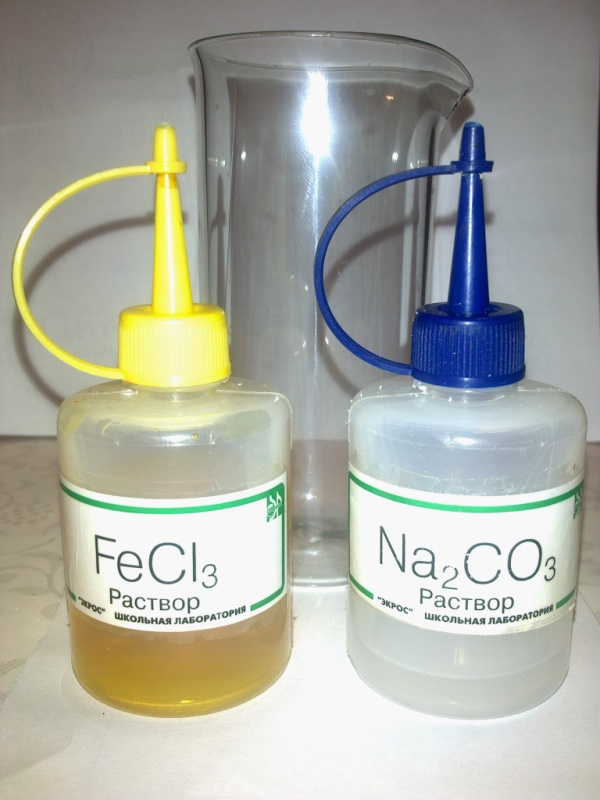 FeCl₃
Раствор
"ЭКРОС"
ШКОЛЬНАЯ ЛАБОРАТОРИЯ
Na₂CO₃
Раствор
"ЭКРОС"
ШКОЛЬНАЯ ЛАБОРАТОРИЯ